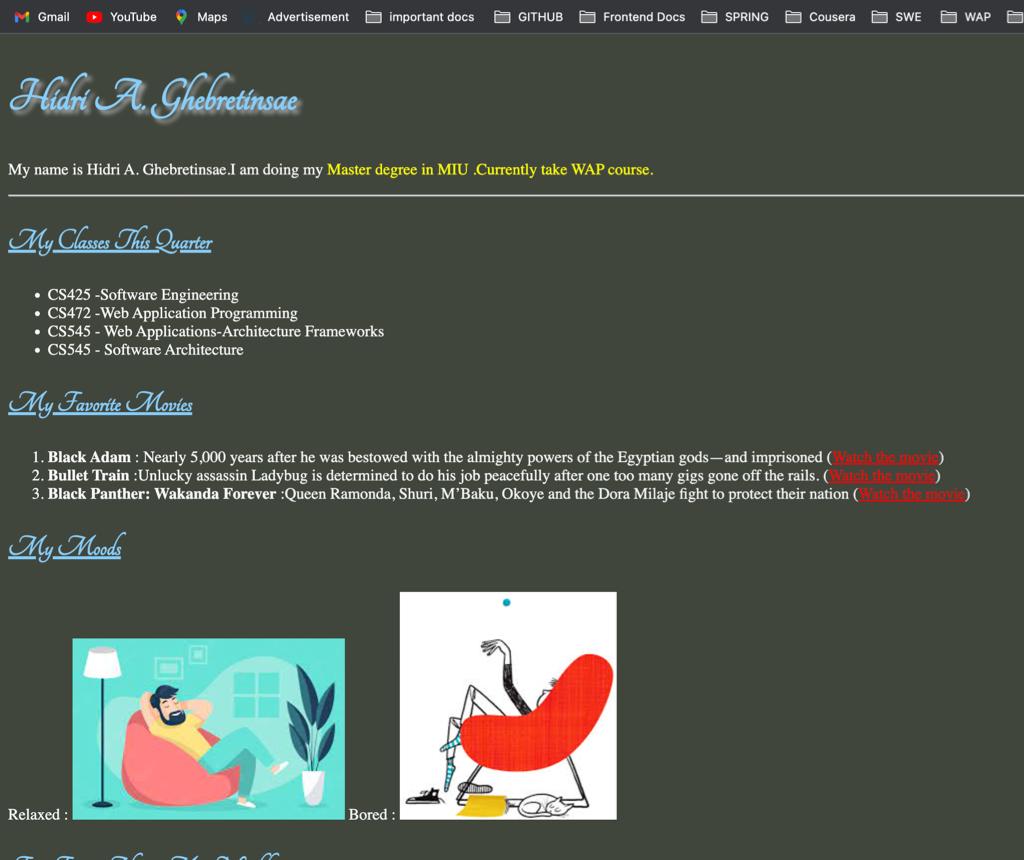 Gmail YouTube Maps Advertisement important docs GITHUB Frontend Docs SPRING Cousera SWE WAP
Hidri A. Ghebretinsae
My name is Hidri A. Ghebretinsae.I am doing my Master degree in MIU .Currently take WAP course.
My Classes This Quarter
• CS425 -Software Engineering
• CS472 -Web Application Programming
• CS545 - Web Applications-Architecture Frameworks
• CS545 - Software Architecture
My Favorite Movies
1. Black Adam : Nearly 5,000 years after he was bestowed with the almighty powers of the Egyptian gods—and imprisoned (Watch the movie)
2. Bullet Train :Unlucky assassin Ladybug is determined to do his job peacefully after one too many gigs gone off the rails. (Watch the movie)
3. Black Panther: Wakanda Forever :Queen Ramonda, Shuri, M’Baku, Okoye and the Dora Milaje fight to protect their nation (Watch the movie)
My Moods
Relaxed : Bored :